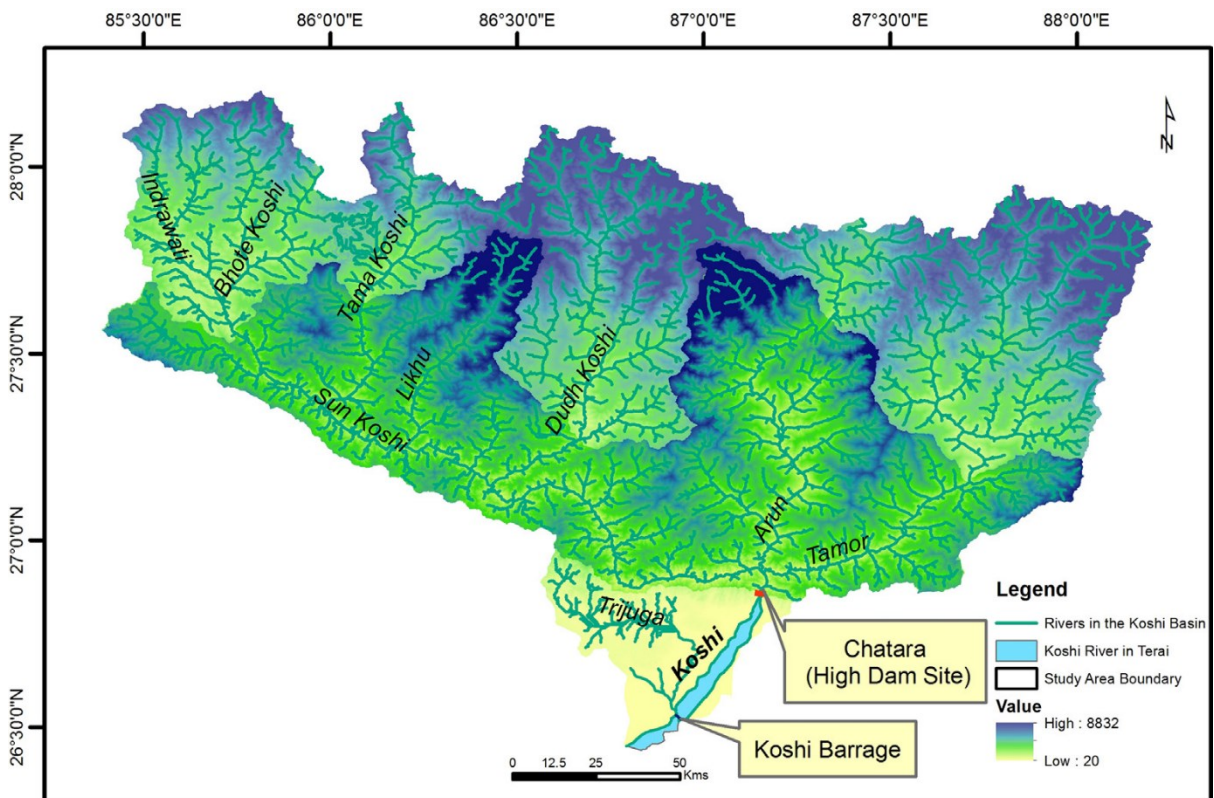 85°30'0"E 86°0'0"E 86°30'0"E 87°0'0"E 87°30'0"E 88°0'0"E
28°0'0"N
27°30'0"N
27°0'0"N
26°30'0"N
N
Indrawati
Bhote Koshi
Tama Koshi
Likhu
Sun Koshi
Dudh Koshi
Arun
Tamor
Trijuga
Koshi
Chatara
(High Dam Site)
Koshi Barrage
Legend
Rivers in the Koshi Basin
Koshi River in Terai
Study Area Boundary
Value
High : 8832
Low : 20
0 12.5 25 50
Kms